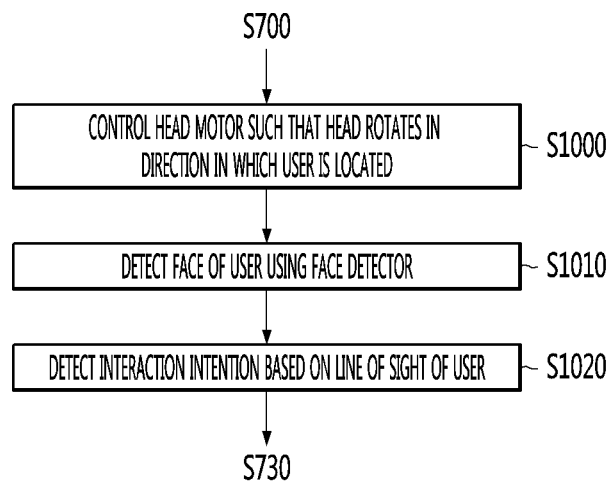 S700
CONTROL HEAD MOTOR SUCH THAT HEAD ROTATES IN
DIRECTION IN WHICH USER IS LOCATED
S1000
DETECT FACE OF USER USING FACE DETECTOR
S1010
DETECT INTERACTION INTENTION BASED ON LINE OF SIGHT OF USER
S1020
S730